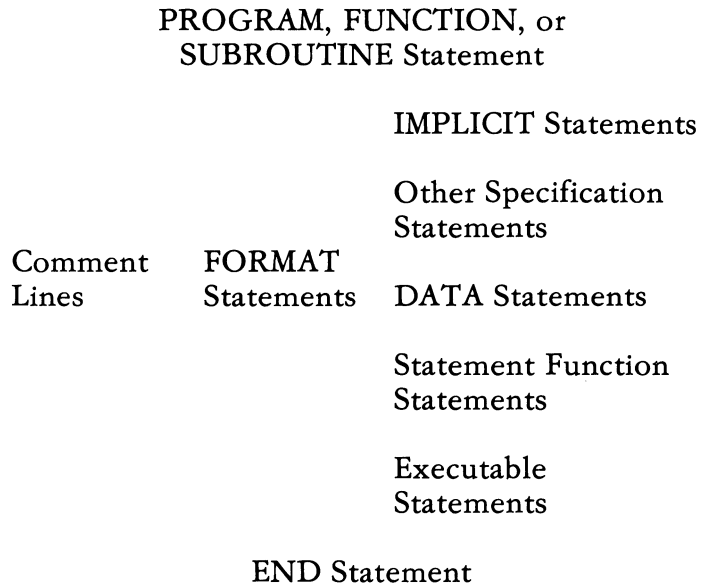 PROGRAM, FUNCTION, or
SUBROUTINE Statement
IMPLICIT Statements
Other Specification
Statements
Comment
Lines
FORMAT
Statements
DATA Statements
Statement Function
Statements
Executable
Statements
END Statement